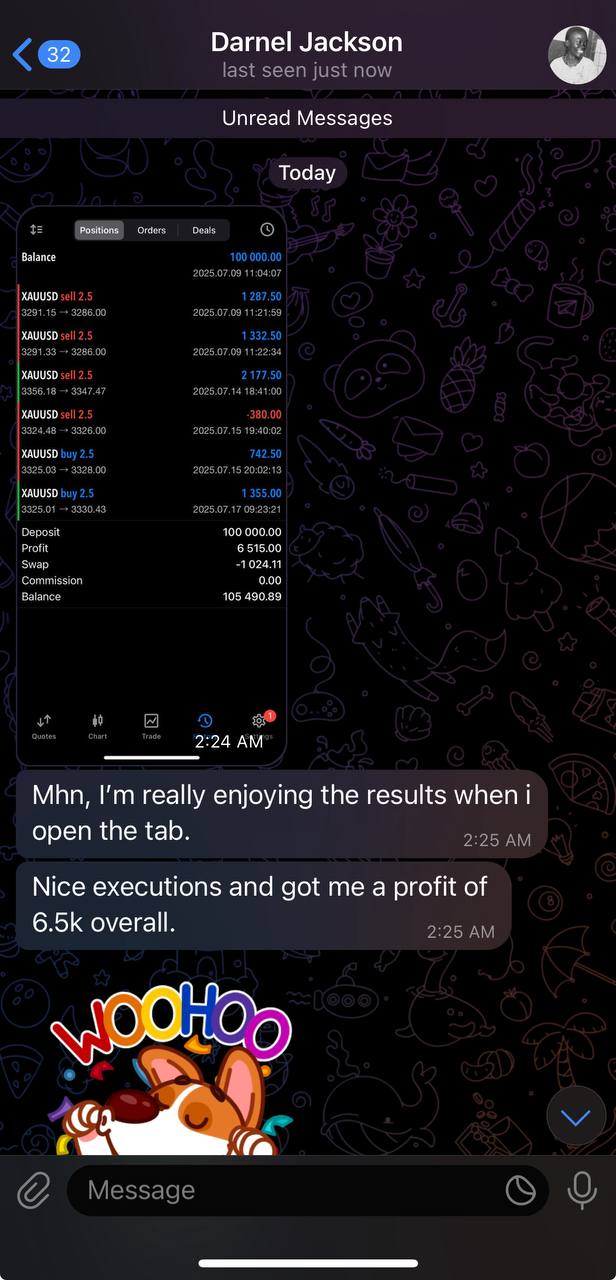 32
Darnel Jackson
last seen just now
Unread Messages
Today
Positions Orders Deals
Balance 100 000.00
2025.07.09 11:04:07
XAUUSD sell 2.5 1 287.50
3291.15 → 3286.00 2025.07.09 11:21:59
XAUUSD sell 2.5 1 332.50
3291.33 → 3286.00 2025.07.09 11:22:34
XAUUSD sell 2.5 2 177.50
3356.18 → 3347.47 2025.07.14 18:41:00
XAUUSD sell 2.5 -380.00
3324.48 → 3326.00 2025.07.15 19:40:02
XAUUSD buy 2.5 742.50
3325.03 → 3328.00 2025.07.15 20:02:13
XAUUSD buy 2.5 1 355.00
3325.01 → 3330.43 2025.07.17 09:23:21
Deposit 100 000.00
Profit 6 515.00
Swap -1 024.11
Commission 0.00
Balance 105 490.89
1
Quotes Chart Trade
2:24 AM
Mhn, I'm really enjoying the results when i
open the tab.
2:25 AM
Nice executions and got me a profit of
6.5k overall.
2:25 AM
WOOHOO
Message